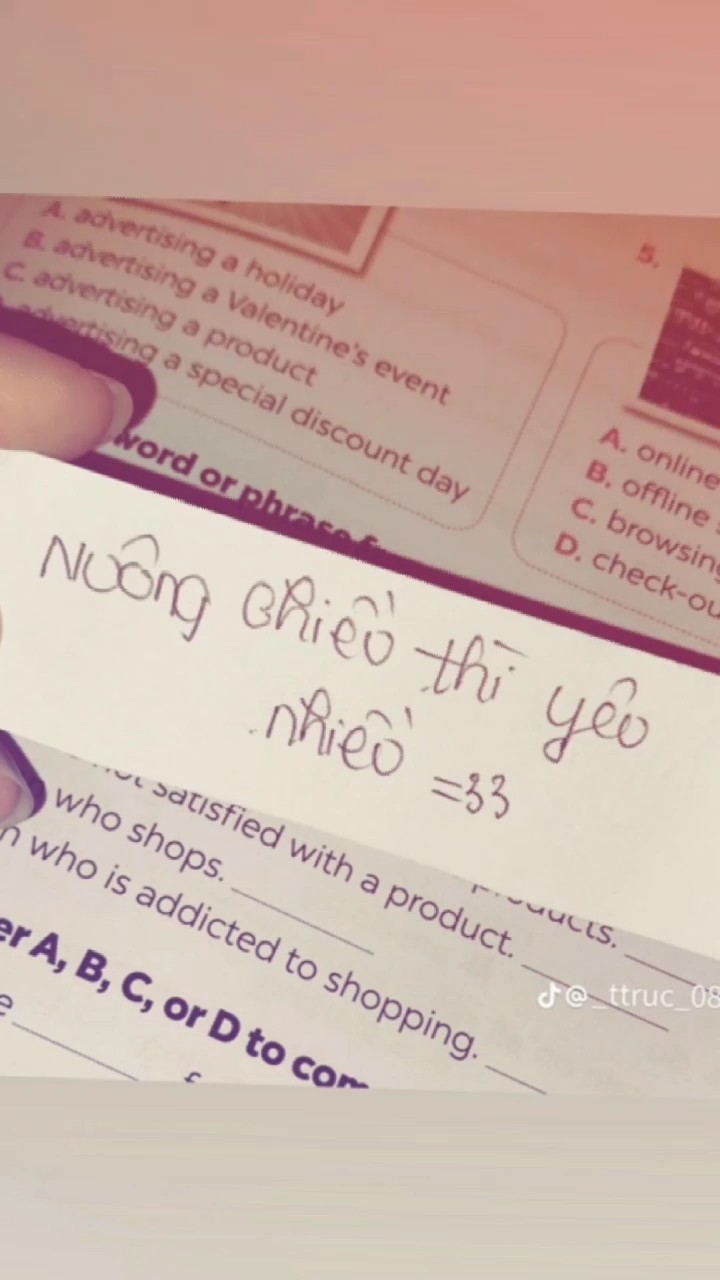 A. advertising a holiday
B. advertising a Valentine's event
C. advertising a product
advertising a special discount day
word or phrase
5.
A. online
B. offline
C. browsing
D. check-ou
Nuông chiều thì yêu
nhiều =33
not satisfied with a product.
products.
who shops.
who is addicted to shopping.
er A, B, C, or D to com
e
@_ttruc_08